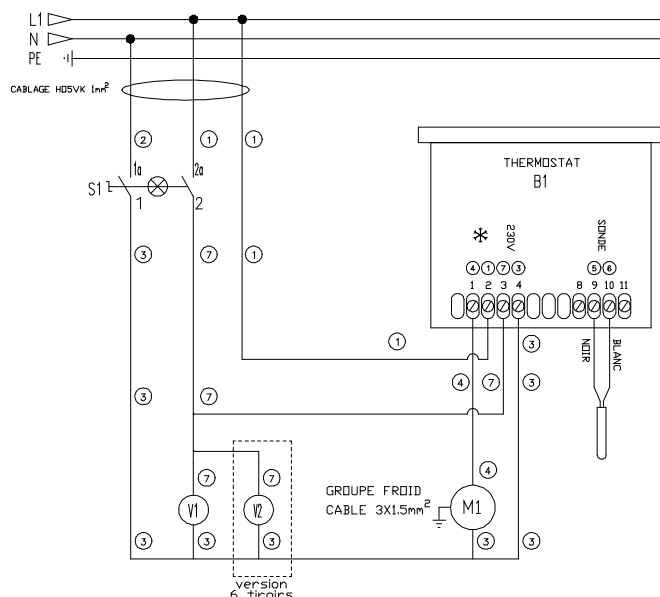 L1
N
PE
CABLAGE H05VK 1mm²
2 1 1
1a 2a
S1
1 2
3 7 1
THERMOSTAT
B1
230V
SONDE
4 1 7 3 5 6
1 2 3 4 8 9 10 11
NOIR
BLANC
1 3
4 7 3
3 7
7 7 4
GROUPE FROID
CABLE 3X1.5mm²
V1 V2 M1
3 3 3 3 3
version
6 tiroirs